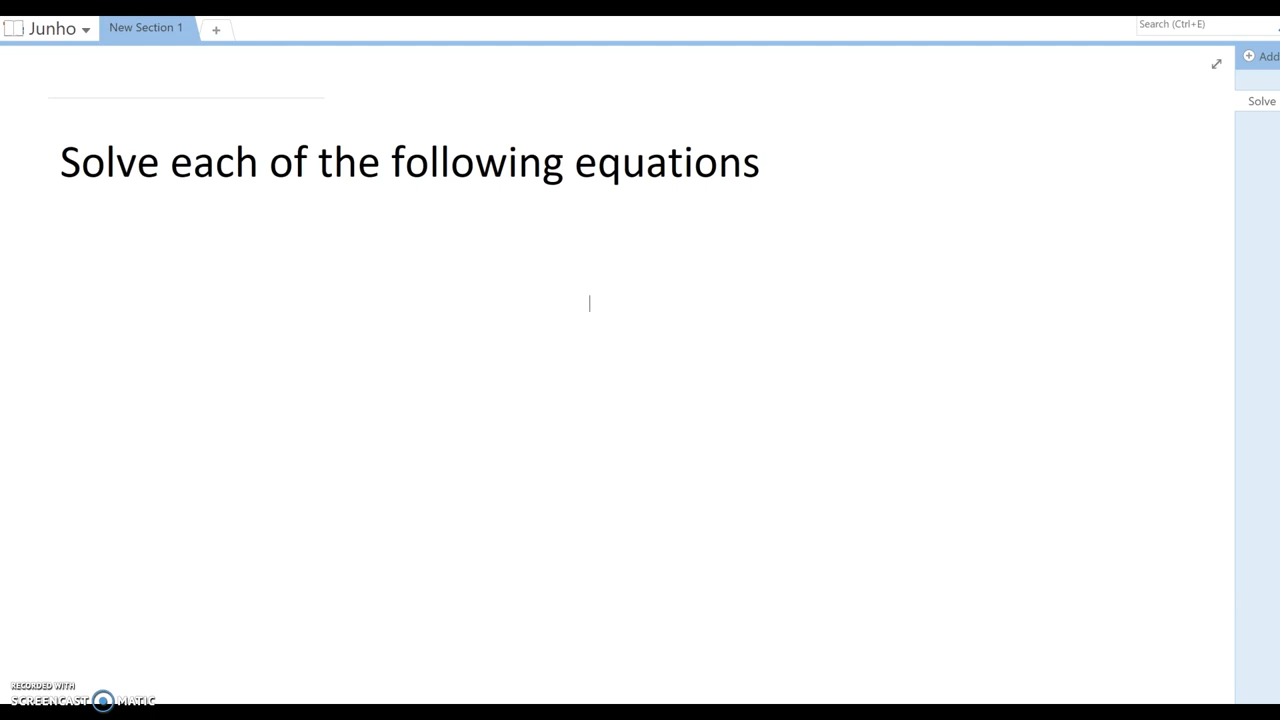 Junho
New Section 1
Search (Ctrl+E)
Add
Solve
Solve each of the following equations
RECORDED WITH
SCREENCAST MATIC